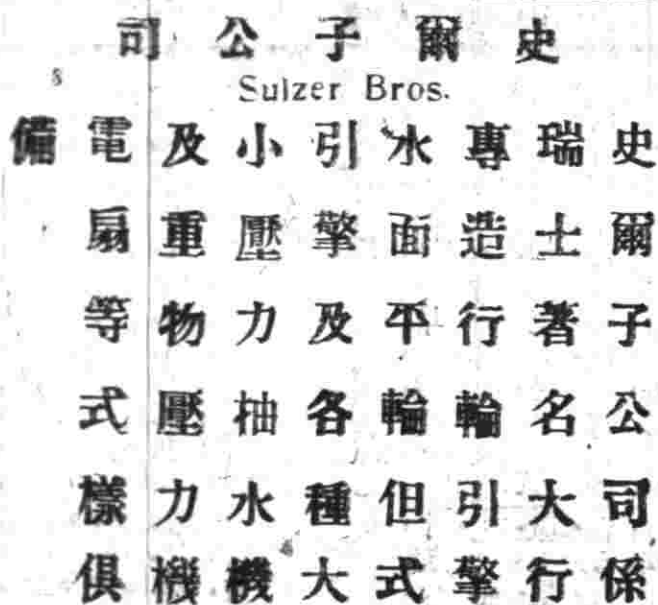 史爾子公司
Sulzer Bros.
史爾子公司係
瑞士著名大行
專造行輪引擎
水面平輪但式
引擎及各種大
小壓力柚水機
及重物壓力機
電扇等式樣俱
備